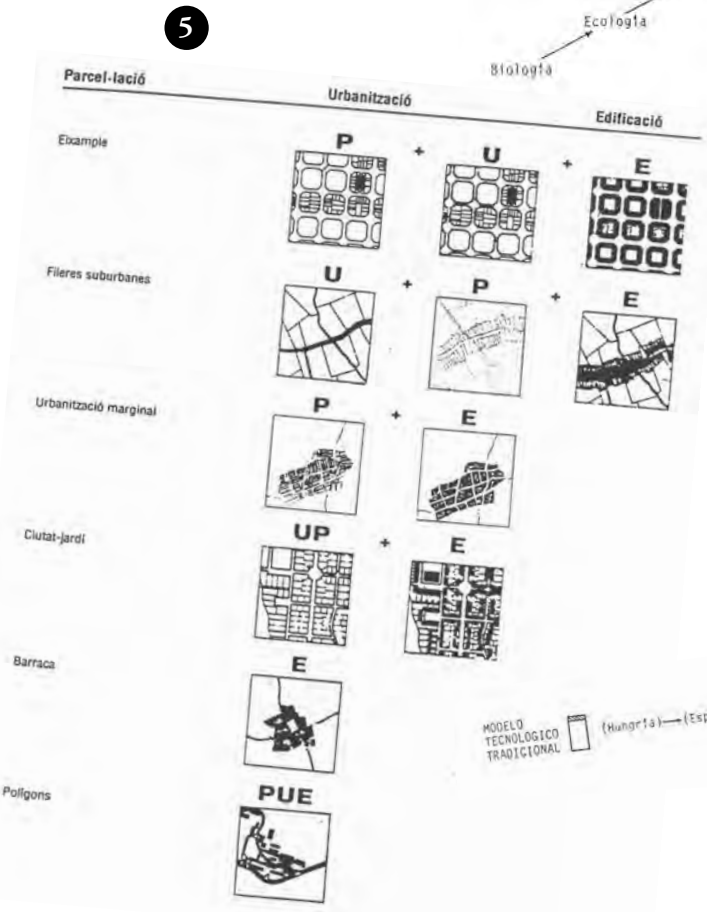 5
Ecología
Biología
Parcel·lació Urbanització Edificació
Eixample
P + U + E
Fileres suburbanes
U + P + E
Urbanització marginal
P + E
Ciutat-jardí
UP + E
Barraca
E
MODELO
TECNOLOGICO
TRADICIONAL
(Hungría)→(Esp
Polígons
PUE